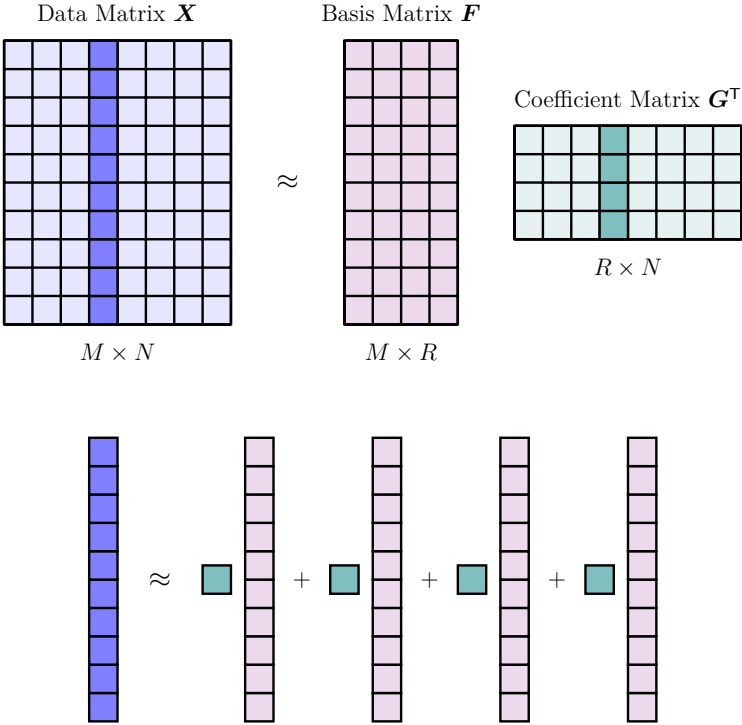 Data Matrix X
Basis Matrix F
Coefficient Matrix Gᵀ
≈
R × N
M × N
M × R
≈ + + +